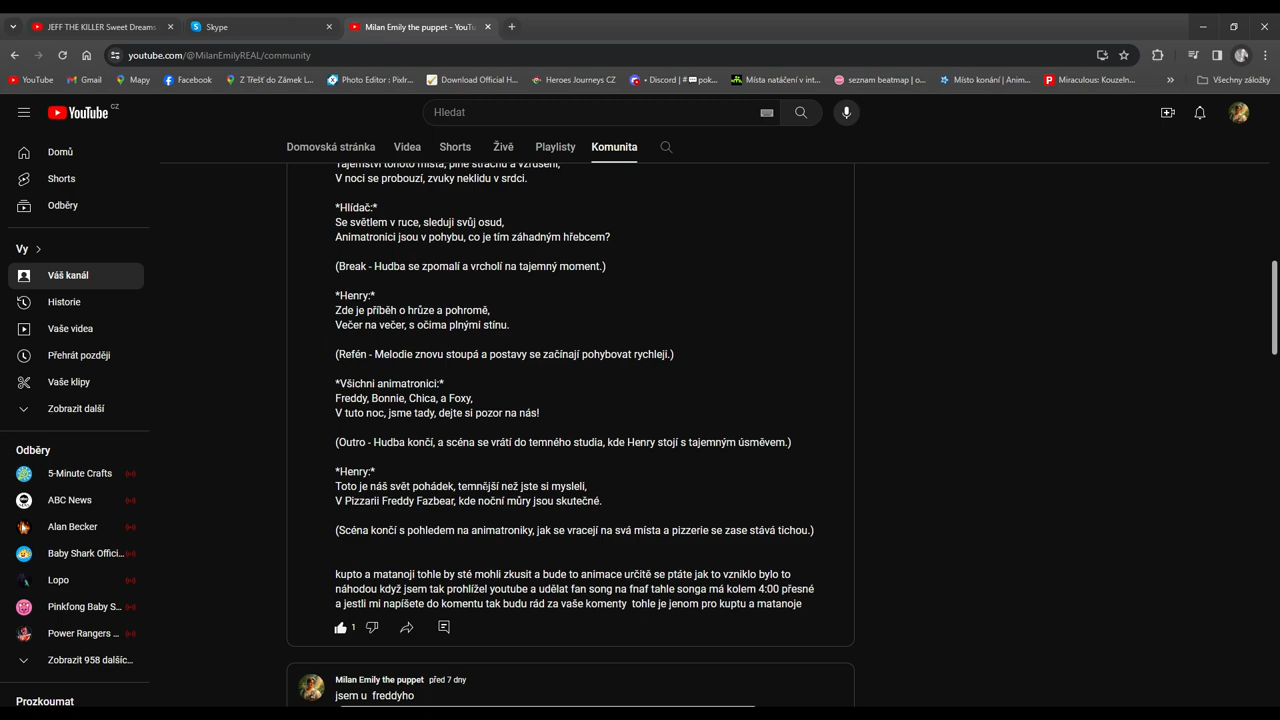 JEFF THE KILLER Sweet Dreams
Skype
Milan Emily the puppet - YouTu
youtube.com/@MilanEmilyREAL/community
YouTube
Gmail
Mapy
Facebook
Z Třešť do Zámek L...
Photo Editor : Pixlr...
Download Official H...
Heroes Journeys CZ
• Discord | #💬pok...
Místa natáčení v int...
seznam beatmap | o...
Místo konání | Anim...
Miraculous: Kouzeln...
»
Všechny záložky
YouTube CZ
Hledat
Domovská stránka
Videa
Shorts
Živě
Playlisty
Komunita
Domů
Shorts
Odběry
Vy
Váš kanál
Historie
Vaše videa
Přehrát později
Vaše klipy
Zobrazit další
Odběry
5-Minute Crafts
ABC News
Alan Becker
Baby Shark Offici...
Lopo
Pinkfong Baby S...
Power Rangers ...
Zobrazit 958 dalšíc...
Prozkoumat
Tajemství tohoto místa, plné strachu a vzrušení,
V noci se probouzí, zvuky neklidu v srdci.
*Hlídač:*
Se světlem v ruce, sleduji svůj osud,
Animatronici jsou v pohybu, co je tím záhadným hřebcem?
(Break - Hudba se zpomalí a vrcholí na tajemný moment.)
*Henry:*
Zde je příběh o hrůze a pohromě,
Večer na večer, s očima plnými stínu.
(Refén - Melodie znovu stoupá a postavy se začínají pohybovat rychleji.)
*Všichni animatronici:*
Freddy, Bonnie, Chica, a Foxy,
V tuto noc, jsme tady, dejte si pozor na nás!
(Outro - Hudba končí, a scéna se vrátí do temného studia, kde Henry stojí s tajemným úsměvem.)
*Henry:*
Toto je náš svět pohádek, temnější než jste si mysleli,
V Pizzarii Freddy Fazbear, kde noční můry jsou skutečné.
(Scéna končí s pohledem na animatroniky, jak se vracejí na svá místa a pizzerie se zase stává tichou.)
kupto a matanoji tohle by sté mohli zkusit a bude to animace určitě se ptáte jak to vzniklo bylo to
náhodou když jsem tak prohlížel youtube a udělat fan song na fnaf tahle songa má kolem 4:00 přesné
a jestli mi napíšete do komentu tak budu rád za vaše komenty  tohle je jenom pro kuptu a matanoje
1
Milan Emily the puppet před 7 dny
jsem u  freddyho